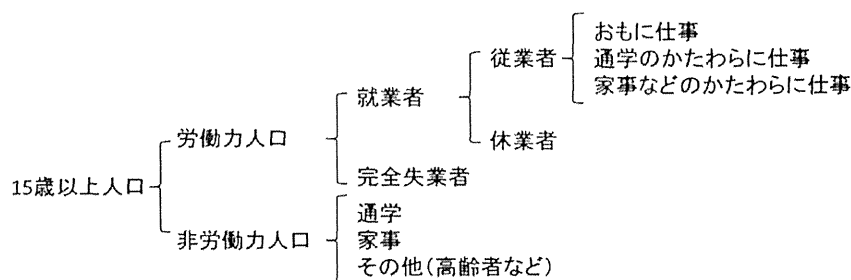 15歳以上人口
労働力人口
就業者
従業者
おもに仕事
通学のかたわらに仕事
家事などのかたわらに仕事
休業者
完全失業者
非労働力人口
通学
家事
その他(高齢者など)